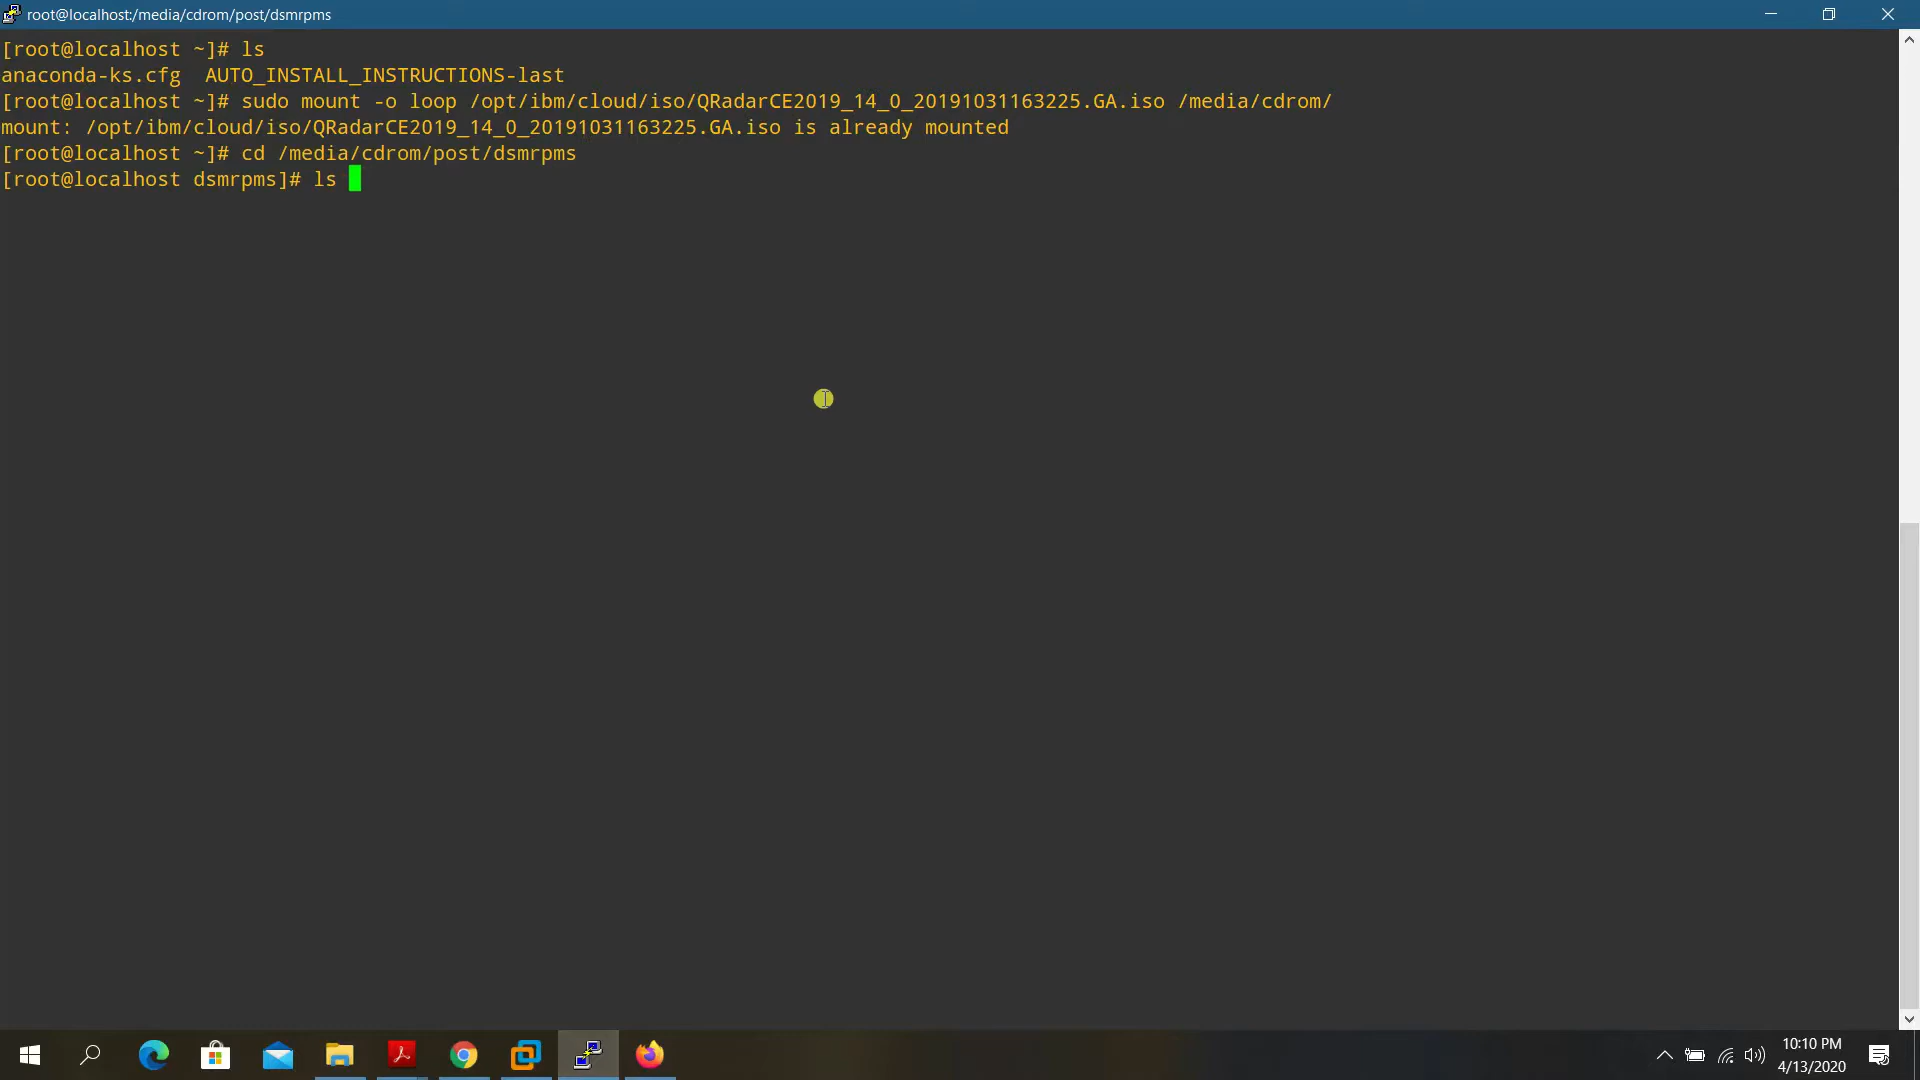 root@localhost:/media/cdrom/post/dsmrpms
[root@localhost ~]# ls
anaconda-ks.cfg  AUTO_INSTALL_INSTRUCTIONS-last
[root@localhost ~]# sudo mount -o loop /opt/ibm/cloud/iso/QRadarCE2019_14_0_20191031163225.GA.iso /media/cdrom/
mount: /opt/ibm/cloud/iso/QRadarCE2019_14_0_20191031163225.GA.iso is already mounted
[root@localhost ~]# cd /media/cdrom/post/dsmrpms
[root@localhost dsmrpms]# ls
10:10 PM
4/13/2020